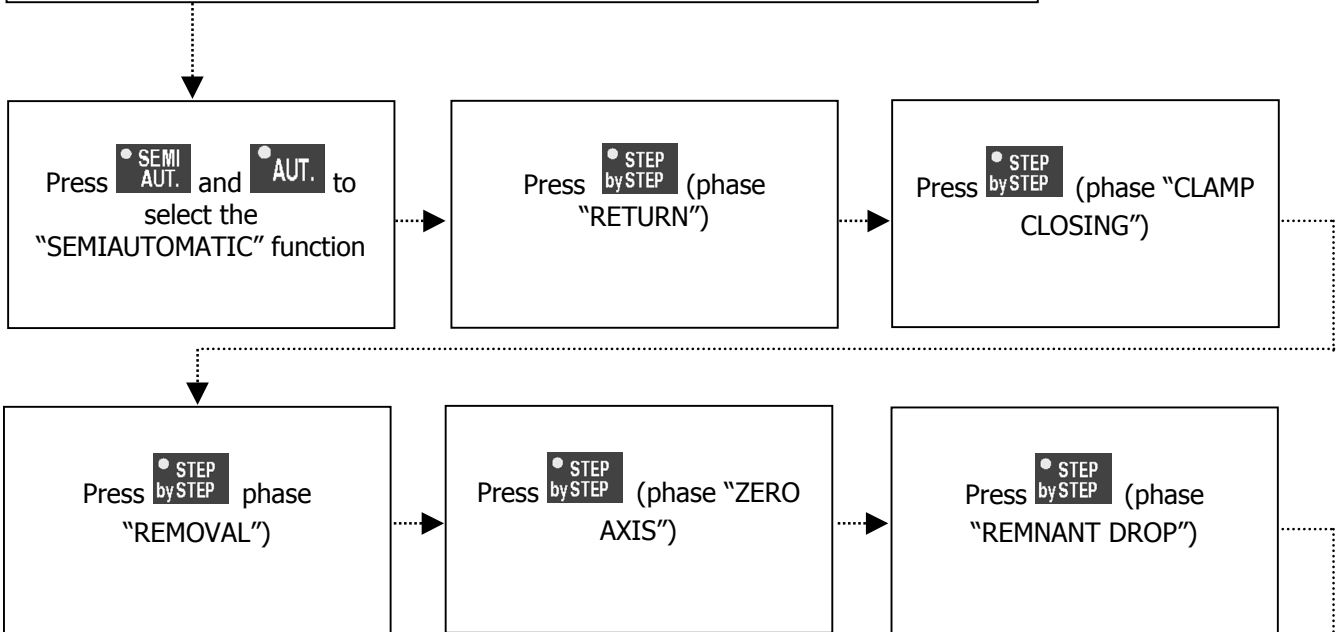 Press SEMI AUT. and AUT. to
select the
“SEMIAUTOMATIC” function
Press STEP by STEP (phase
“RETURN”)
Press STEP by STEP (phase “CLAMP
CLOSING”)
Press STEP by STEP phase
“REMOVAL”)
Press STEP by STEP (phase “ZERO
AXIS”)
Press STEP by STEP (phase
“REMNANT DROP”)